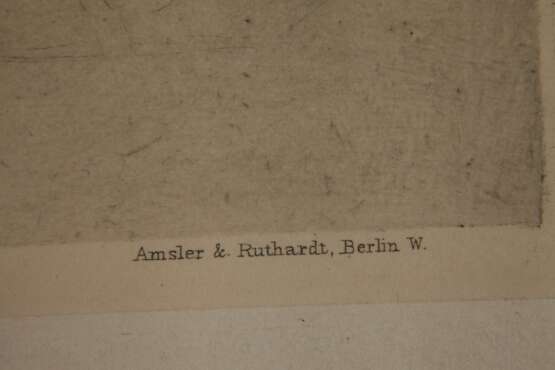 Amsler & Ruthardt, Berlin W.